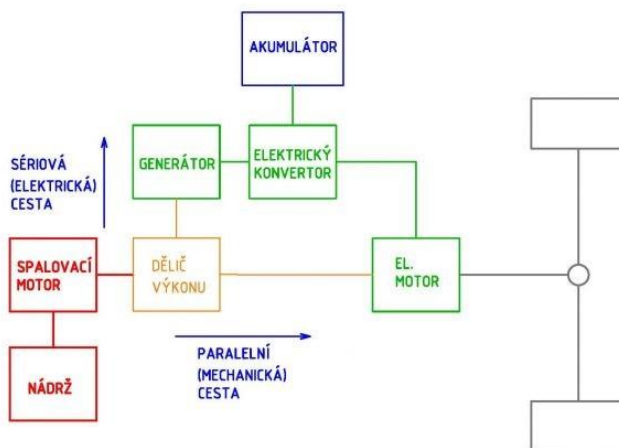 AKUMULÁTOR
GENERÁTOR
ELEKTRICKÝ
KONVERTOR
SÉRIOVÁ
(ELEKTRICKÁ)
CESTA
SPALOVACÍ
MOTOR
DĚLIČ
VÝKONU
EL.
MOTOR
PARALELNÍ
(MECHANICKÁ)
CESTA
NÁDRŽ